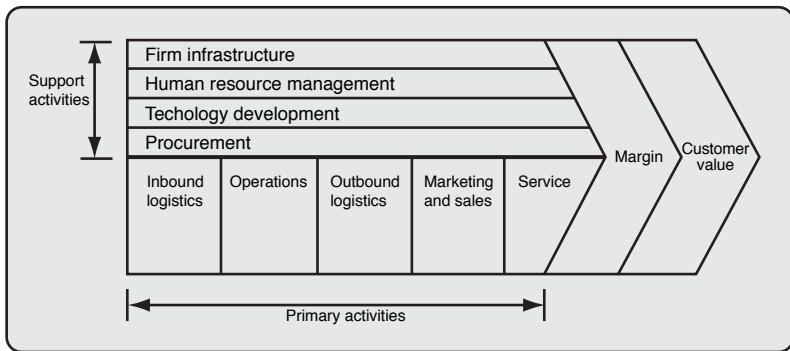 Support
activities
Firm infrastructure
Human resource management
Techology development
Procurement
Inbound
logistics
Operations
Outbound
logistics
Marketing
and sales
Service
Margin
Customer
value
Primary activities